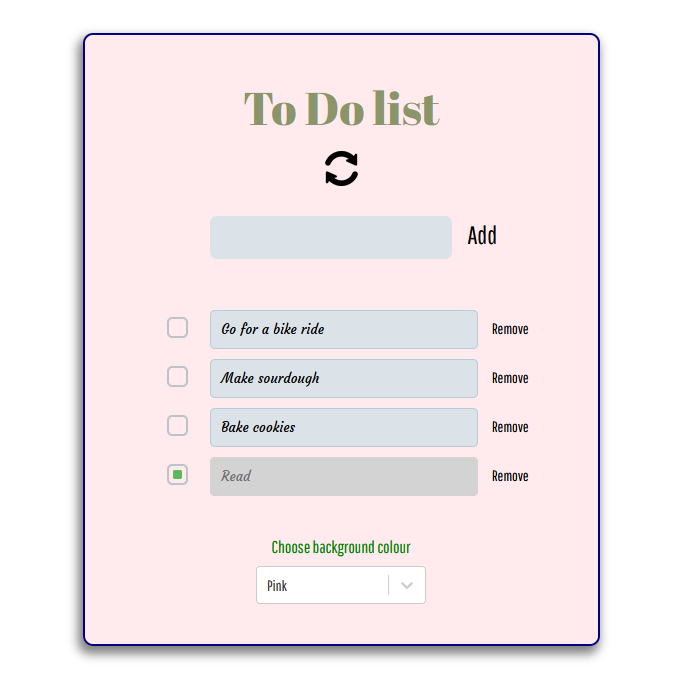 To Do list
Add
Go for a bike ride Remove
Make sourdough Remove
Bake cookies Remove
Read Remove
Choose background colour
Pink